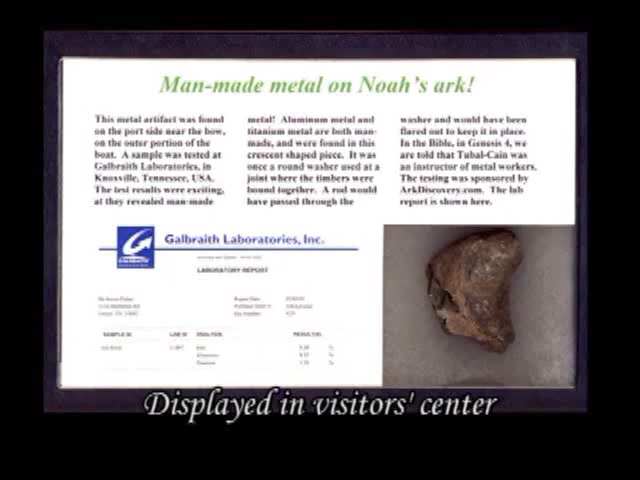 Man-made metal on Noah's ark!
This metal artifact was found
on the port side near the bow,
on the outer portion of the
boat. A sample was tested at
Galbraith Laboratories, in
Knoxville, Tennessee, USA.
The test results were exciting,
at they revealed man-made
metal! Aluminum metal and
titanium metal are both man-
made, and were found in this
crescent shaped piece. It was
once a round washer used at a
joint where the timbers were
bound together. A rod would
have passed through the
washer and would have been
flared out to keep it in place.
In the Bible, in Genesis 4, we
are told that Tubal-Cain was
an instructor of metal workers.
The testing was sponsored by
ArkDiscovery.com. The lab
report is shown here.
Galbraith Laboratories, Inc.
LABORATORY REPORT
Displayed in visitors' center